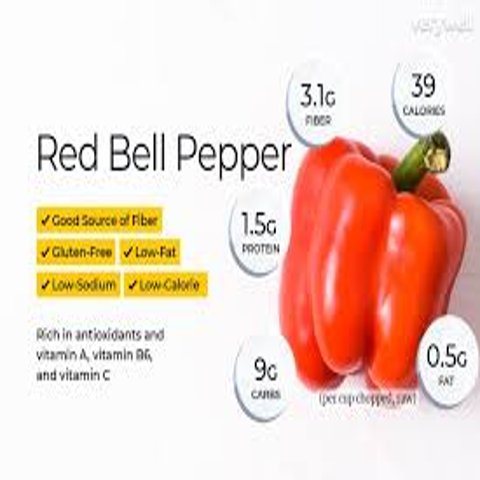 verywell
3.1G
FIBER
39
CALORIES
Red Bell Pepper
✓ Good Source of Fiber
✓ Gluten-Free ✓ Low-Fat
✓ Low-Sodium ✓ Low-Calorie
1.5G
PROTEIN
Rich in antioxidants and
vitamin A, vitamin B6,
and vitamin C
9G
CARBS
0.5G
FAT
(per cup chopped, raw)